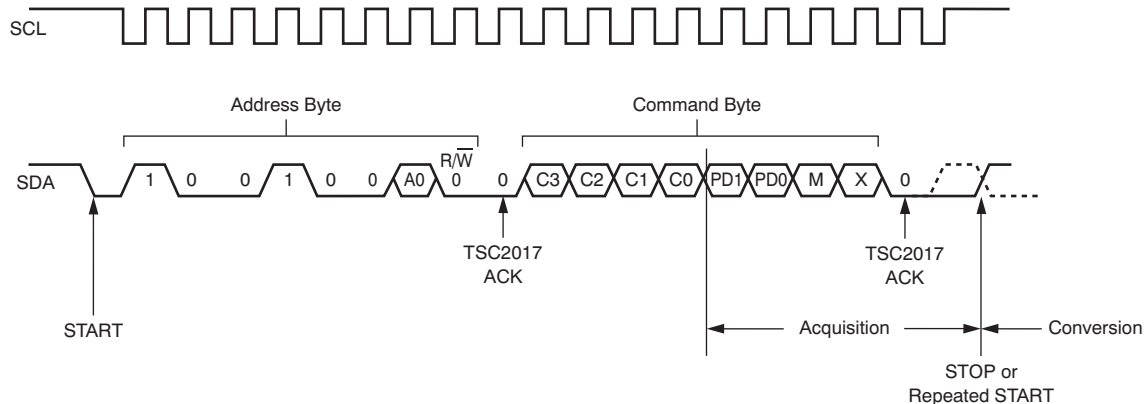 SCL
Address Byte
Command Byte
R/W̅
SDA
1 0 0 1 0 0 A0 0 0 C3 C2 C1 C0 PD1 PD0 M X 0
TSC2017
ACK
TSC2017
ACK
START
Acquisition
Conversion
STOP or
Repeated START